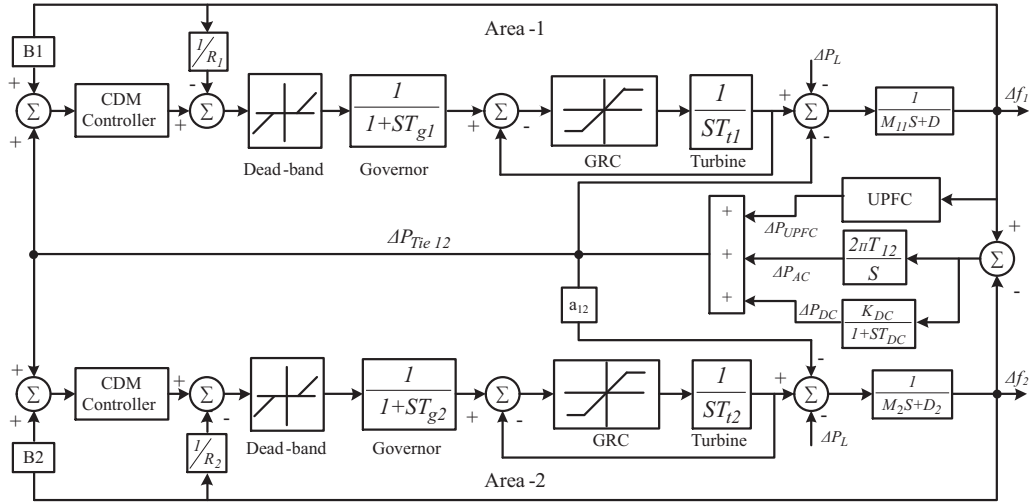 Area -1
B1
1/R1
ΔPL
Δf1
+
-
+
-
-
Σ
CDM
Controller
+
Σ
1
1+STg1
+
Σ
-
1
STt1
+
Σ
1
M11S+D
+
-
Dead-band
Governor
GRC
Turbine
UPFC
ΔPUPFC
+
+
ΔPTie 12
+
2πT12
S
ΔPAC
Σ
-
a12
+
ΔPDC
KDC
1+STDC
+
-
Δf2
Σ
CDM
Controller
+
Σ
1
1+STg2
+
Σ
1
STt2
+
Σ
1
M2S+D2
+
-
-
-
Dead-band
Governor
GRC
Turbine
ΔPL
B2
1/R2
Area -2